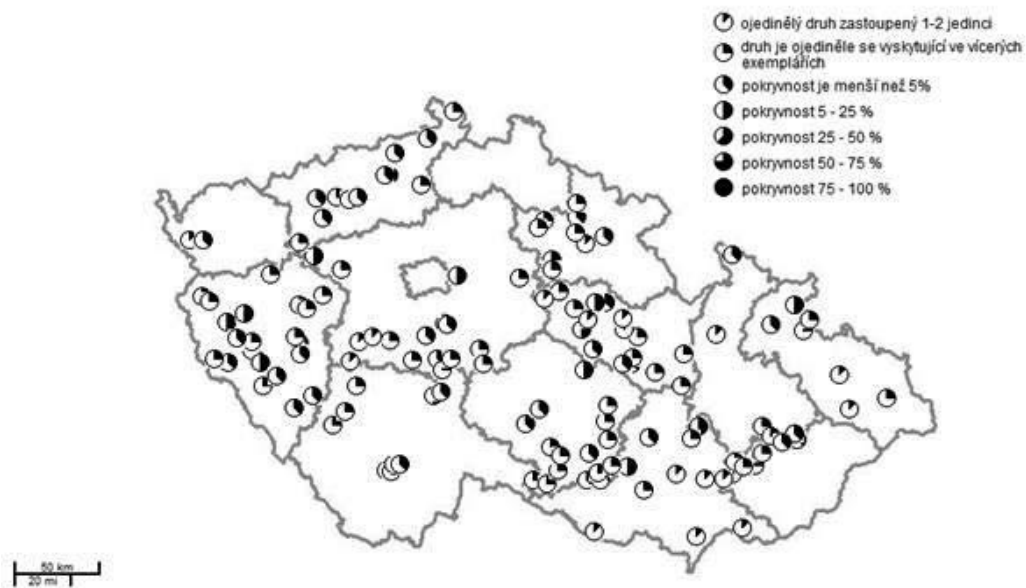 ojedinělý druh zastoupený 1-2 jedinci
druh je ojediněle se vyskytující ve vícerých
exemplářích
pokryvnost je menší než 5%
pokryvnost 5 - 25 %
pokryvnost 25 - 50 %
pokryvnost 50 - 75 %
pokryvnost 75 - 100 %
50 km
20 mi